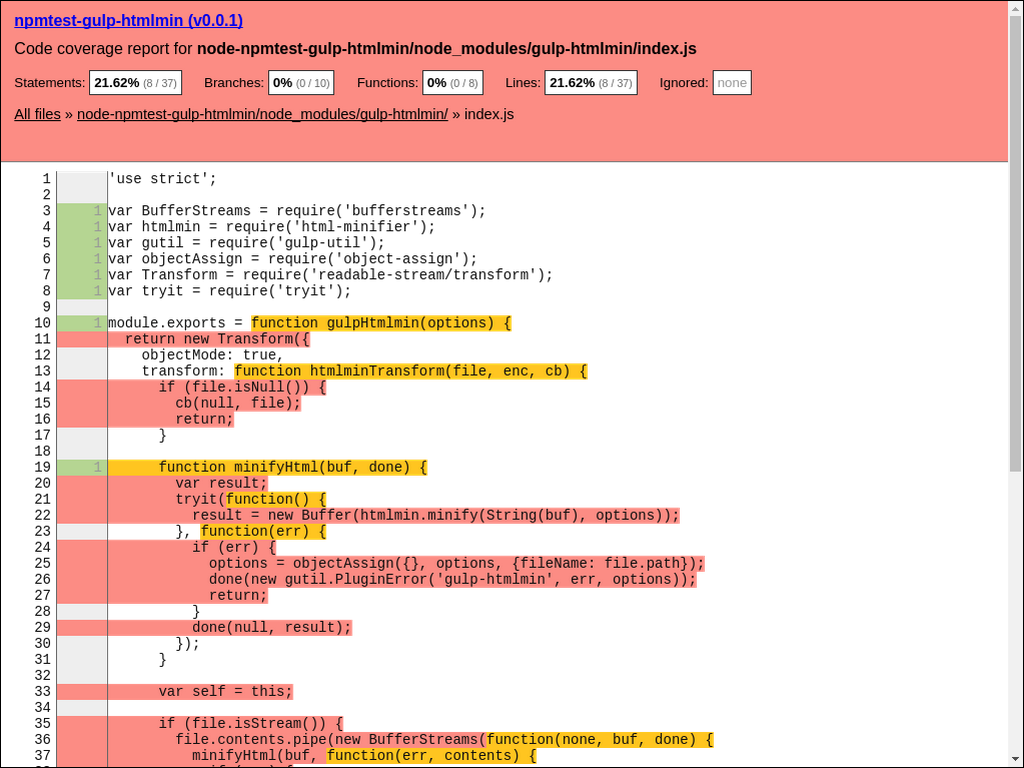 npmtest-gulp-htmlmin (v0.0.1)
Code coverage report for node-npmtest-gulp-htmlmin/node_modules/gulp-htmlmin/index.js
Statements: 21.62% (8 / 37) Branches: 0% (0 / 10) Functions: 0% (0 / 8) Lines: 21.62% (8 / 37) Ignored: none
All files » node-npmtest-gulp-htmlmin/node_modules/gulp-htmlmin/ » index.js
1 'use strict';
2
3 1 var BufferStreams = require('bufferstreams');
4 1 var htmlmin = require('html-minifier');
5 1 var gutil = require('gulp-util');
6 1 var objectAssign = require('object-assign');
7 1 var Transform = require('readable-stream/transform');
8 1 var tryit = require('tryit');
9
10 1 module.exports = function gulpHtmlmin(options) {
11 return new Transform({
12 objectMode: true,
13 transform: function htmlminTransform(file, enc, cb) {
14 if (file.isNull()) {
15 cb(null, file);
16 return;
17 }
18
19 1 function minifyHtml(buf, done) {
20 var result;
21 tryit(function() {
22 result = new Buffer(htmlmin.minify(String(buf), options));
23 }, function(err) {
24 if (err) {
25 options = objectAssign({}, options, {fileName: file.path});
26 done(new gutil.PluginError('gulp-htmlmin', err, options));
27 return;
28 }
29 done(null, result);
30 });
31 }
32
33 var self = this;
34
35 if (file.isStream()) {
36 file.contents.pipe(new BufferStreams(function(none, buf, done) {
37 minifyHtml(buf, function(err, contents) {